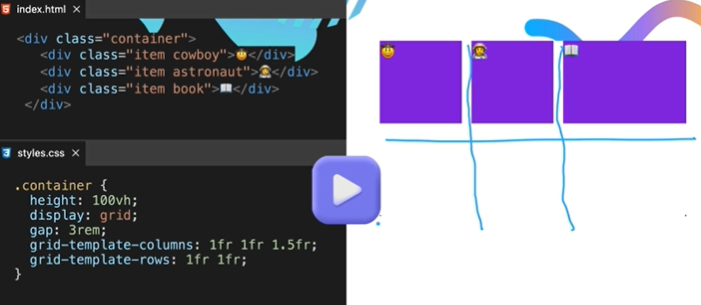 index.html ×
<div class="container">
<div class="item cowboy">🤠</div>
<div class="item astronaut">👩‍🚀</div>
<div class="item book">📖</div>
</div>
styles.css ×
.container {
height: 100vh;
display: grid;
gap: 3rem;
grid-template-columns: 1fr 1fr 1.5fr;
grid-template-rows: 1fr 1fr;
}